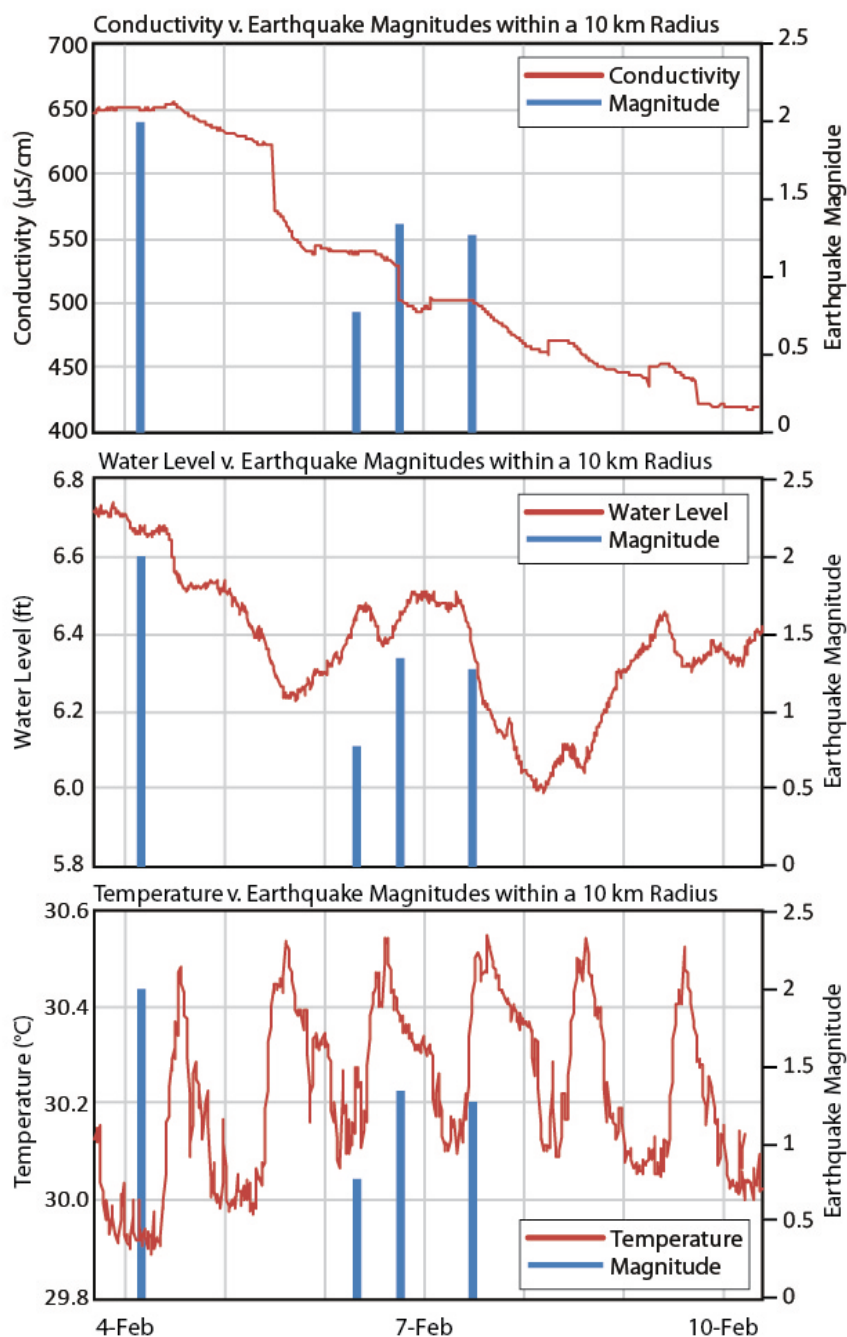 Conductivity v. Earthquake Magnitudes within a 10 km Radius
700
650
600
550
500
450
400
Conductivity (µS/cm)
2.5
2
1.5
1
0.5
0
Earthquake Magnidue
Conductivity
Magnitude
Water Level v. Earthquake Magnitudes within a 10 km Radius
6.8
6.6
6.4
6.2
6.0
5.8
Water Level (ft)
2.5
2
1.5
1
0.5
0
Earthquake Magnitude
Water Level
Magnitude
Temperature v. Earthquake Magnitudes within a 10 km Radius
30.6
30.4
30.2
30.0
29.8
Temperature (°C)
2.5
2
1.5
1
0.5
0
Earthquake Magnitude
Temperature
Magnitude
4-Feb
7-Feb
10-Feb